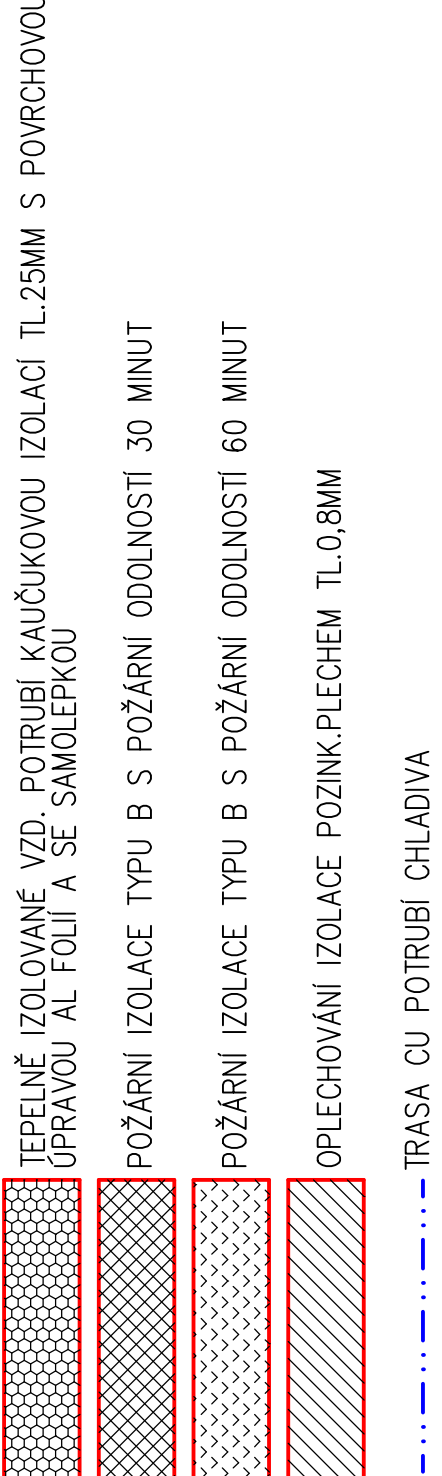 TEPELNĚ IZOLOVANÉ VZD. POTRUBÍ KAUČUKOVOU IZOLACÍ TL.25MM S POVRCHOVOU
ÚPRAVOU AL FOLIÍ A SE SAMOLEPKOU
POŽÁRNÍ IZOLACE TYPU B S POŽÁRNÍ ODOLNOSTÍ 30 MINUT
POŽÁRNÍ IZOLACE TYPU B S POŽÁRNÍ ODOLNOSTÍ 60 MINUT
OPLECHOVÁNÍ IZOLACE POZINK.PLECHEM TL.0,8MM
TRASA CU POTRUBÍ CHLADIVA